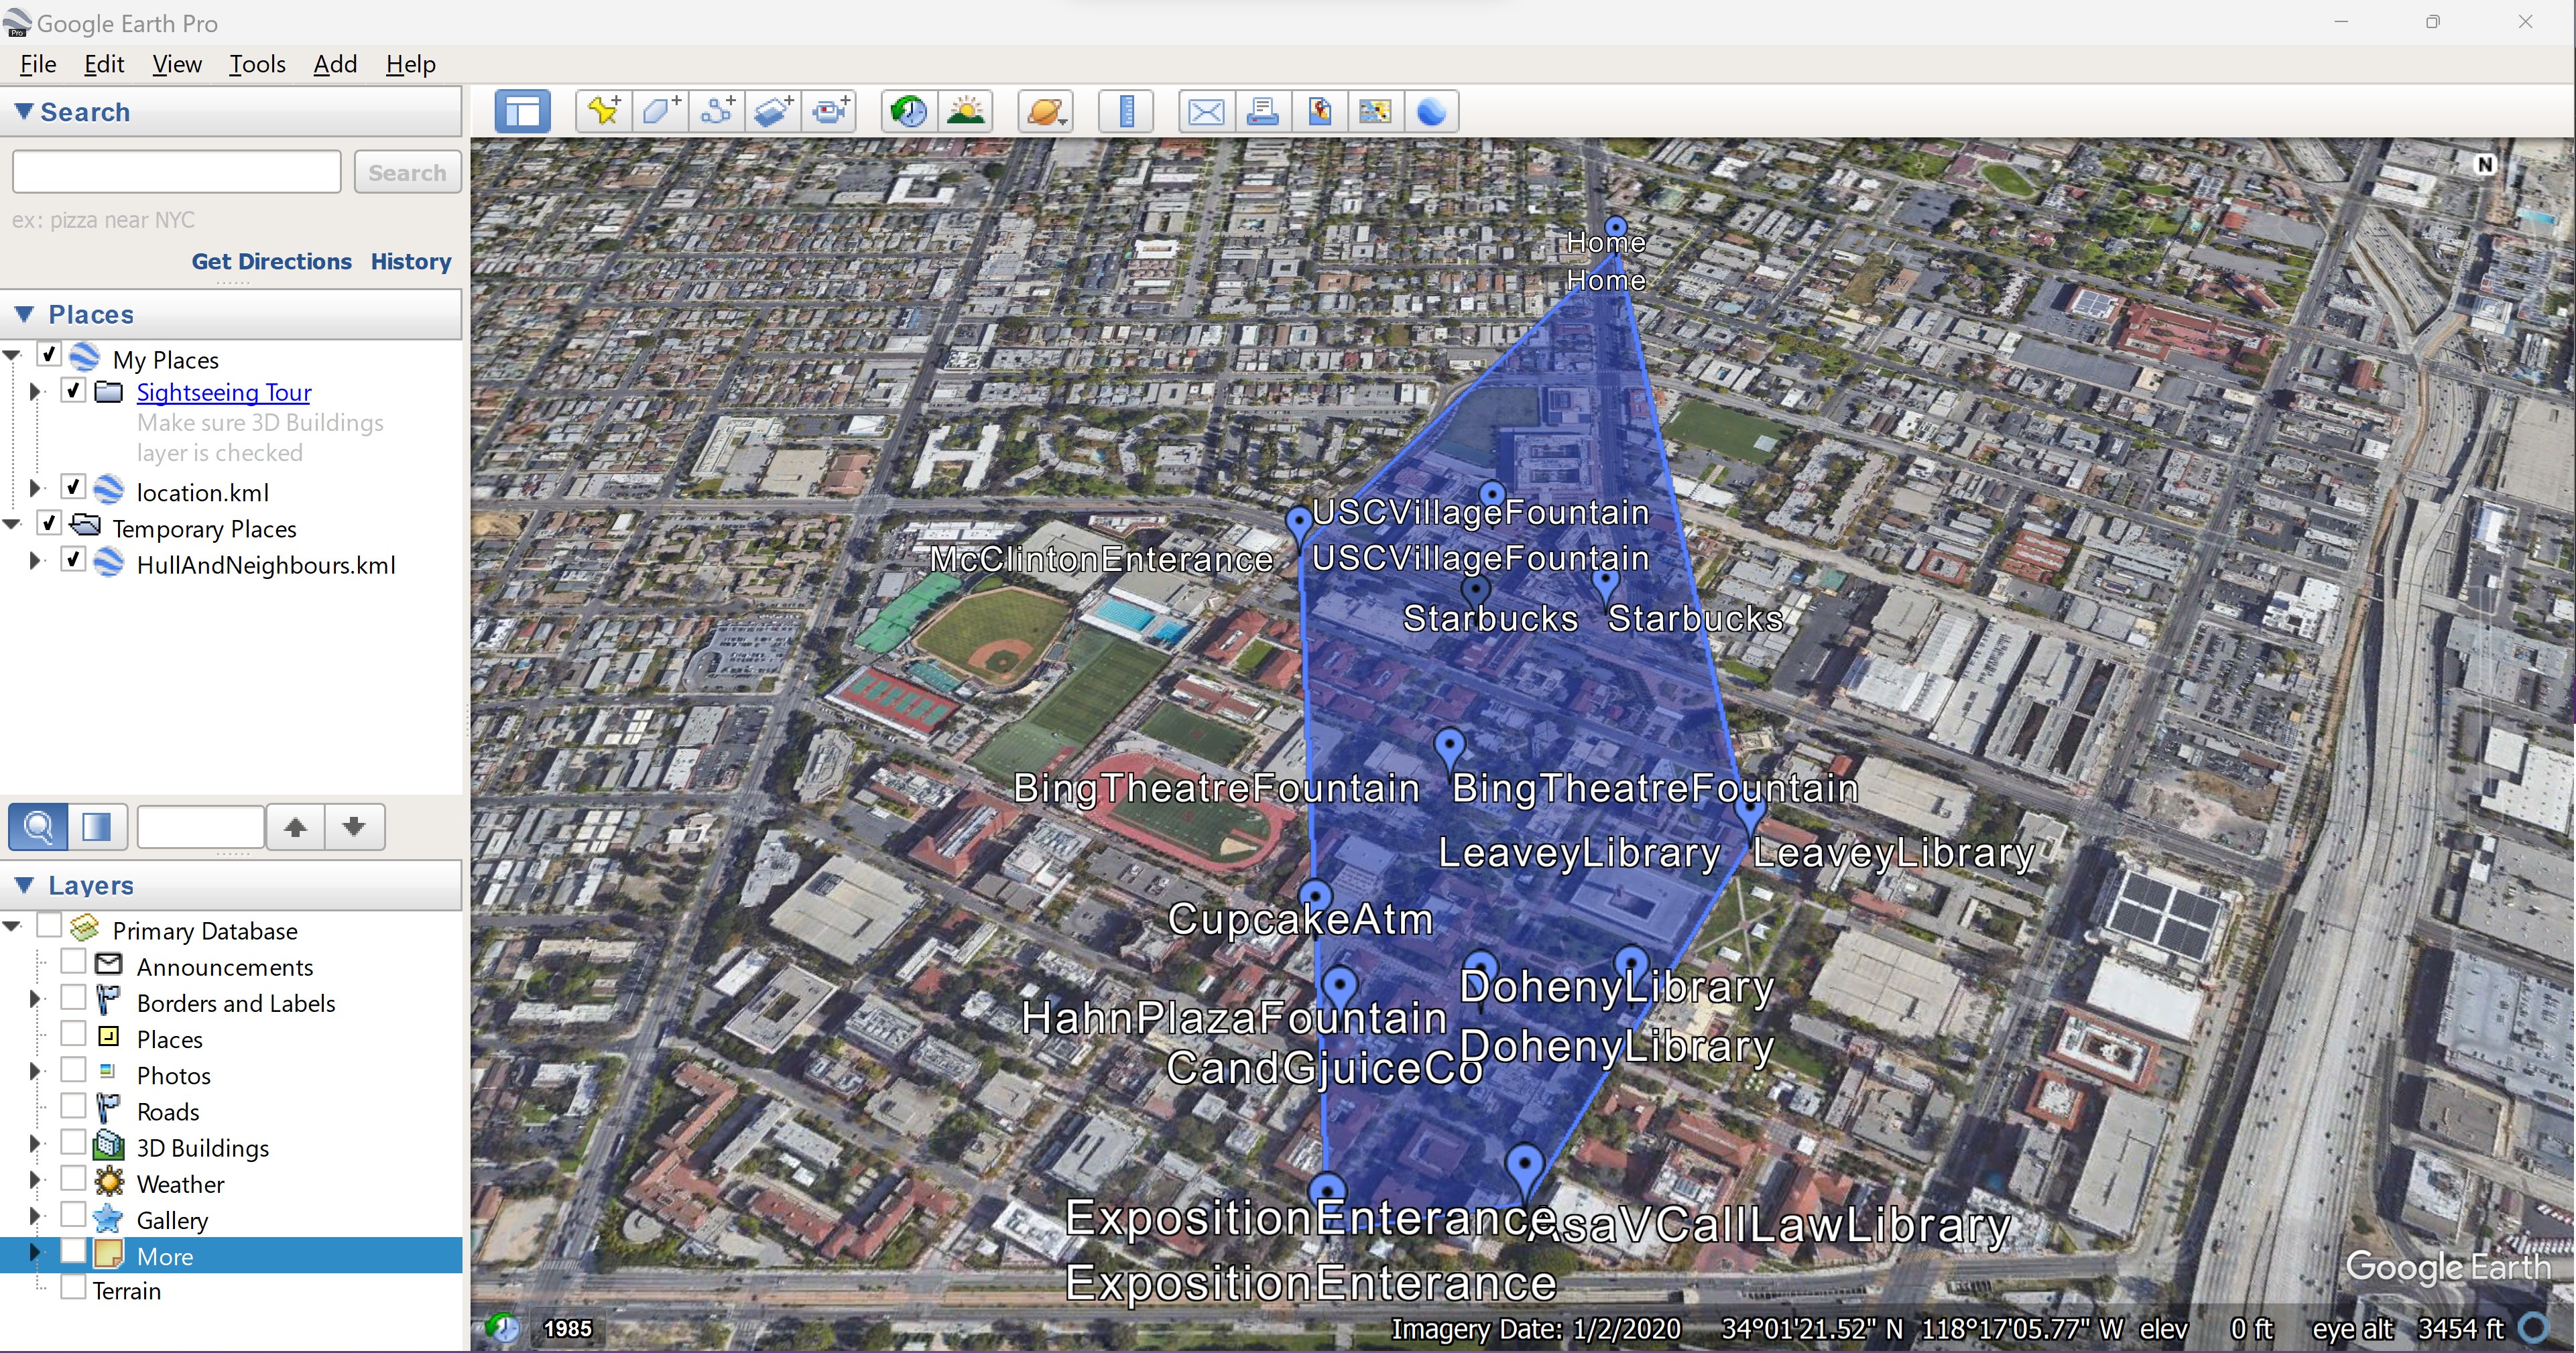 Google Earth Pro
File Edit View Tools Add Help
Search
Search
ex: pizza near NYC
Get Directions History
Places
My Places
Sightseeing Tour
Make sure 3D Buildings
layer is checked
location.kml
Temporary Places
HullAndNeighbours.kml
Layers
Primary Database
Announcements
Borders and Labels
Places
Photos
Roads
3D Buildings
Weather
Gallery
More
Terrain
N
Home
Home
USCVillageFountain
McClintonEnterance USCVillageFountain
Starbucks Starbucks
BingTheatreFountain BingTheatreFountain
LeaveyLibrary LeaveyLibrary
CupcakeAtm
DohenyLibrary
HahnPlazaFountain
DohenyLibrary
CandGjuiceCo
ExpositionEnterance AsaVCallLawLibrary
ExpositionEnterance
Google Earth
1985
Imagery Date: 1/2/2020 34°01'21.52" N 118°17'05.77" W elev 0 ft eye alt 3454 ft